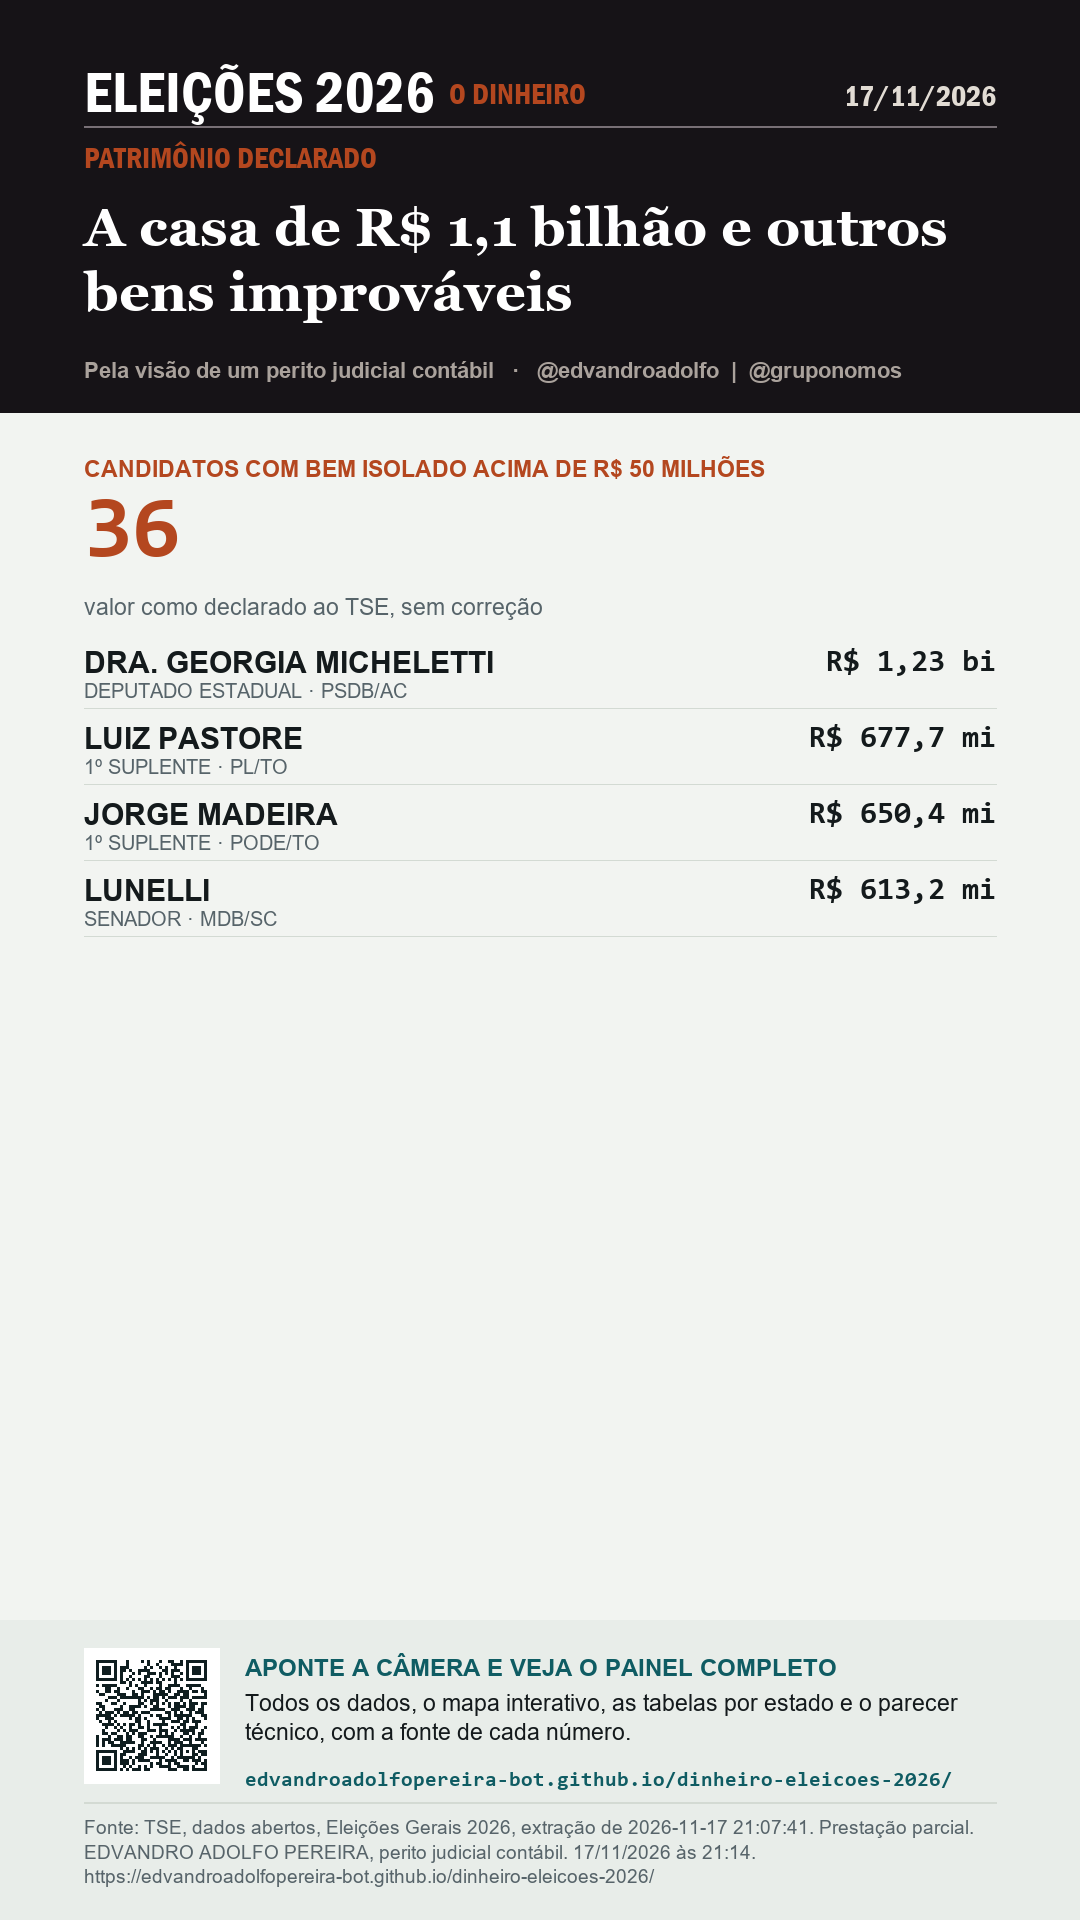 ELEIÇÕES 2026 O DINHEIRO 17/11/2026
PATRIMÔNIO DECLARADO
A casa de R$ 1,1 bilhão e outros
bens improváveis
Pela visão de um perito judicial contábil · @edvandroadolfo | @gruponomos
CANDIDATOS COM BEM ISOLADO ACIMA DE R$ 50 MILHÕES
36
valor como declarado ao TSE, sem correção
DRA. GEORGIA MICHELETTI R$ 1,23 bi
DEPUTADO ESTADUAL · PSDB/AC
LUIZ PASTORE R$ 677,7 mi
1º SUPLENTE · PL/TO
JORGE MADEIRA R$ 650,4 mi
1º SUPLENTE · PODE/TO
LUNELLI R$ 613,2 mi
SENADOR · MDB/SC
APONTE A CÂMERA E VEJA O PAINEL COMPLETO
Todos os dados, o mapa interativo, as tabelas por estado e o parecer
técnico, com a fonte de cada número.
edvandroadolfopereira-bot.github.io/dinheiro-eleicoes-2026/
Fonte: TSE, dados abertos, Eleições Gerais 2026, extração de 2026-11-17 21:07:41. Prestação parcial.
EDVANDRO ADOLFO PEREIRA, perito judicial contábil. 17/11/2026 às 21:14.
https://edvandroadolfopereira-bot.github.io/dinheiro-eleicoes-2026/